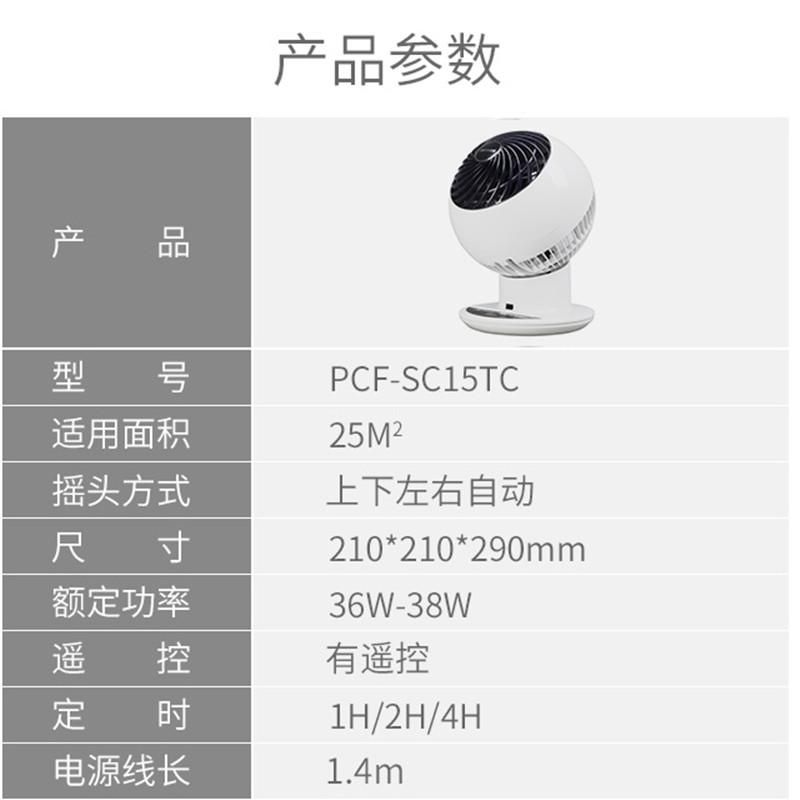 产品参数
产 品
型 号 PCF-SC15TC
适用面积 25M²
摇头方式 上下左右自动
尺 寸 210*210*290mm
额定功率 36W-38W
遥 控 有遥控
定 时 1H/2H/4H
电源线长 1.4m